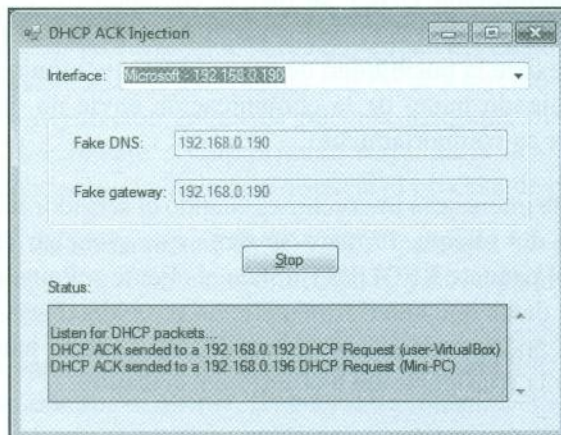 DHCP ACK Injection
Interface: Microsoft - 192.168.0.190
Fake DNS: 192.168.0.190
Fake gateway: 192.168.0.190
Stop
Status:
Listen for DHCP packets...
DHCP ACK sended to a 192.168.0.192 DHCP Request (user-VirtualBox)
DHCP ACK sended to a 192.168.0.196 DHCP Request (Mini-PC)